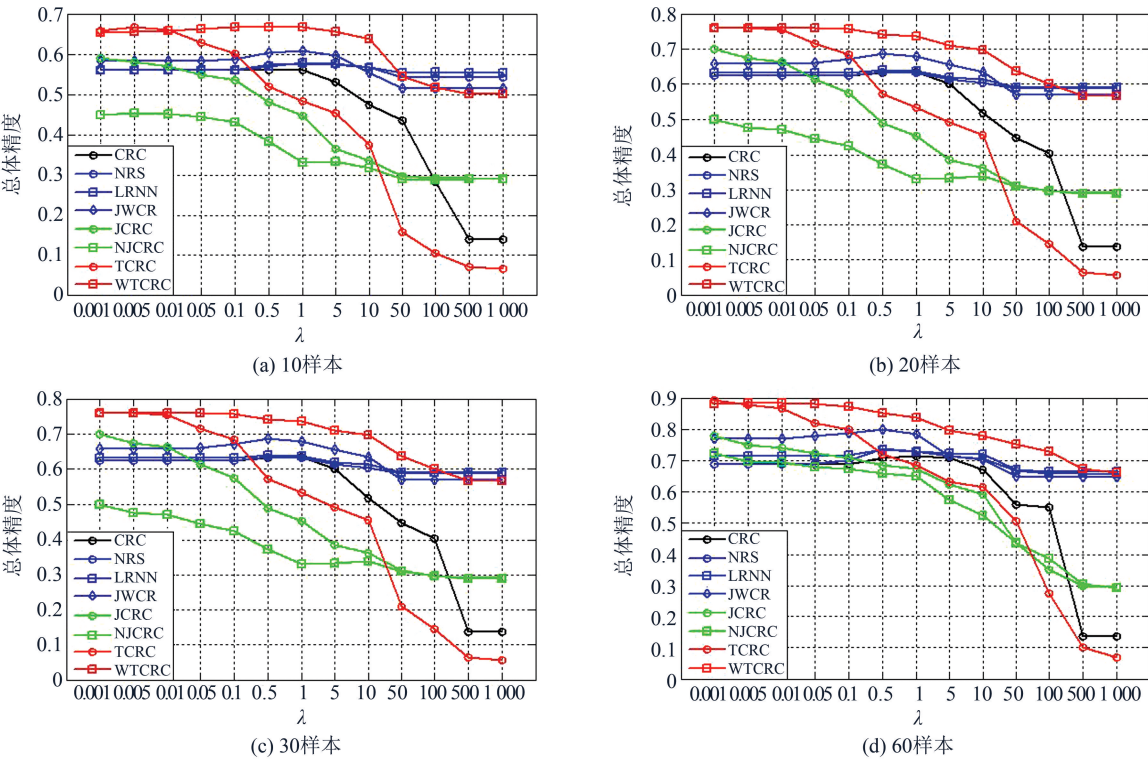 0.7
0.6
0.5
0.4
0.3
0.2
0.1
0
总体精度
CRC
NRS
LRNN
JWCR
JCRC
NJCRC
TCRC
WTCRC
0.001 0.005 0.01 0.05 0.1 0.5 1 5 10 50 100 500 1 000
λ
(a) 10样本
0.8
0.7
0.6
0.5
0.4
0.3
0.2
0.1
0
总体精度
CRC
NRS
LRNN
JWCR
JCRC
NJCRC
TCRC
WTCRC
0.001 0.005 0.01 0.05 0.1 0.5 1 5 10 50 100 500 1 000
λ
(b) 20样本
0.8
0.7
0.6
0.5
0.4
0.3
0.2
0.1
0
总体精度
CRC
NRS
LRNN
JWCR
JCRC
NJCRC
TCRC
WTCRC
0.001 0.005 0.01 0.05 0.1 0.5 1 5 10 50 100 500 1 000
λ
(c) 30样本
0.9
0.8
0.7
0.6
0.5
0.4
0.3
0.2
0.1
0
总体精度
CRC
NRS
LRNN
JWCR
JCRC
NJCRC
TCRC
WTCRC
0.001 0.005 0.01 0.05 0.1 0.5 1 5 10 50 100 500 1 000
λ
(d) 60样本